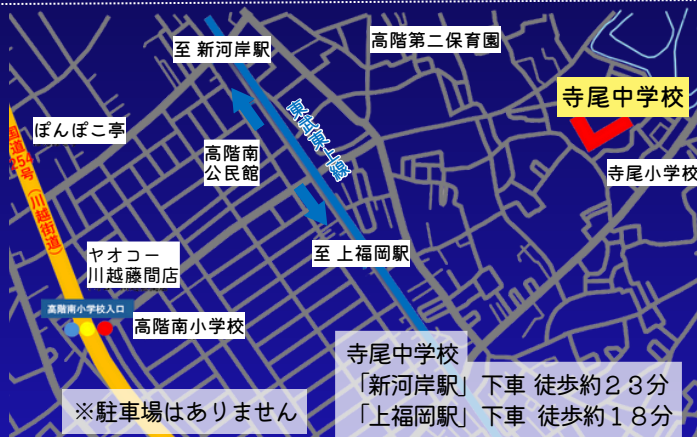 至 新河岸駅
高階第二保育園
寺尾中学校
東武東上線
ぽんぽこ亭
高階南
公民館
寺尾小学校
国道254号（川越街道）
至 上福岡駅
ヤオコー
川越藤間店
高階南小学校入口
高階南小学校
寺尾中学校
「新河岸駅」下車 徒歩約２３分
「上福岡駅」下車 徒歩約１８分
※駐車場はありません